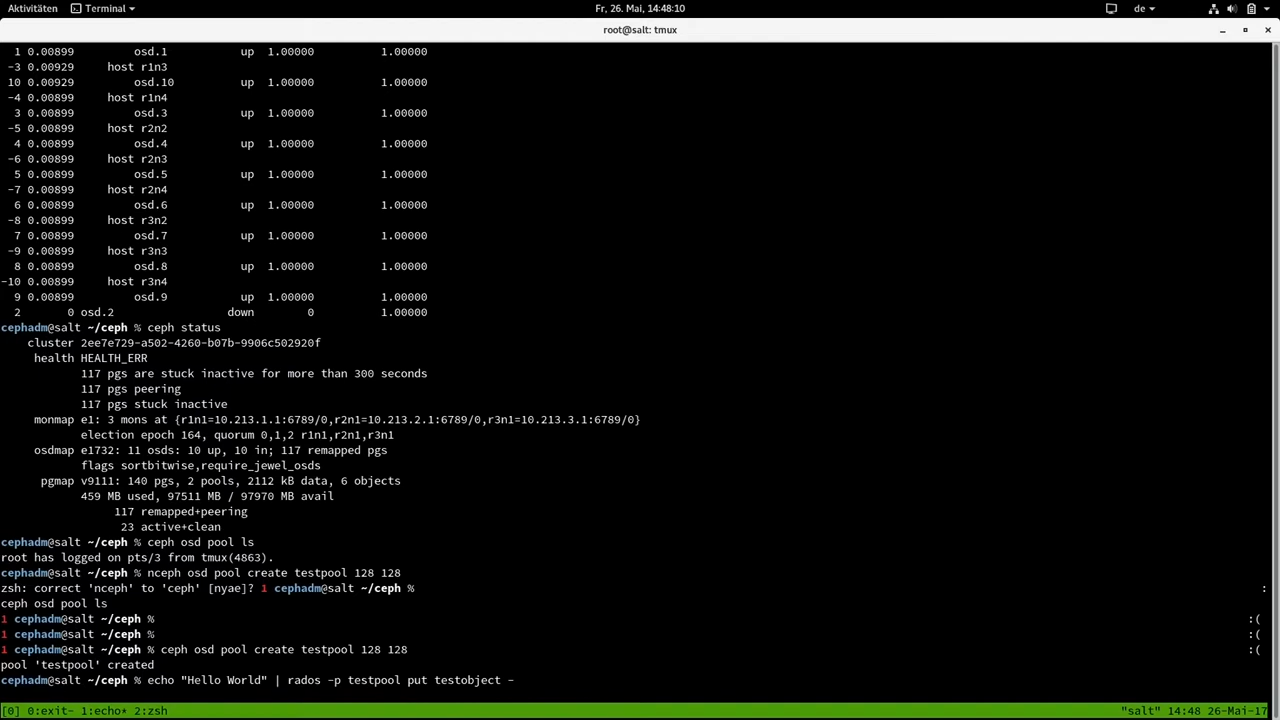 Aktivitäten Terminal Fr, 26. Mai, 14:48:10 de
root@salt: tmux
1 0.00899 osd.1 up 1.00000 1.00000
-3 0.00929 host r1n3
10 0.00929 osd.10 up 1.00000 1.00000
-4 0.00899 host r1n4
3 0.00899 osd.3 up 1.00000 1.00000
-5 0.00899 host r2n2
4 0.00899 osd.4 up 1.00000 1.00000
-6 0.00899 host r2n3
5 0.00899 osd.5 up 1.00000 1.00000
-7 0.00899 host r2n4
6 0.00899 osd.6 up 1.00000 1.00000
-8 0.00899 host r3n2
7 0.00899 osd.7 up 1.00000 1.00000
-9 0.00899 host r3n3
8 0.00899 osd.8 up 1.00000 1.00000
-10 0.00899 host r3n4
9 0.00899 osd.9 up 1.00000 1.00000
2 0 osd.2 down 0 1.00000
cephadm@salt ~/ceph % ceph status
cluster 2ee7e729-a502-4260-b07b-9906c502920f
health HEALTH_ERR
117 pgs are stuck inactive for more than 300 seconds
117 pgs peering
117 pgs stuck inactive
monmap e1: 3 mons at {r1n1=10.213.1.1:6789/0,r2n1=10.213.2.1:6789/0,r3n1=10.213.3.1:6789/0}
election epoch 164, quorum 0,1,2 r1n1,r2n1,r3n1
osdmap e1732: 11 osds: 10 up, 10 in; 117 remapped pgs
flags sortbitwise,require_jewel_osds
pgmap v9111: 140 pgs, 2 pools, 2112 kB data, 6 objects
459 MB used, 97511 MB / 97970 MB avail
117 remapped+peering
23 active+clean
cephadm@salt ~/ceph % ceph osd pool ls
root has logged on pts/3 from tmux(4863).
cephadm@salt ~/ceph % nceph osd pool create testpool 128 128
zsh: correct 'nceph' to 'ceph' [nyae]? 1 cephadm@salt ~/ceph % :
ceph osd pool ls
1 cephadm@salt ~/ceph % :(
1 cephadm@salt ~/ceph % :(
1 cephadm@salt ~/ceph % ceph osd pool create testpool 128 128 :(
pool 'testpool' created
cephadm@salt ~/ceph % echo "Hello World" | rados -p testpool put testobject -
[0] 0:exit- 1:echo* 2:zsh "salt" 14:48 26-Mai-17